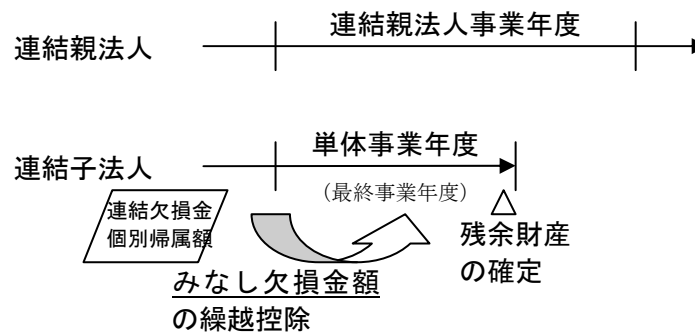 連結親法人事業年度
連結親法人
単体事業年度
連結子法人
(最終事業年度)
連結欠損金
個別帰属額
残余財産
の確定
みなし欠損金額
の繰越控除